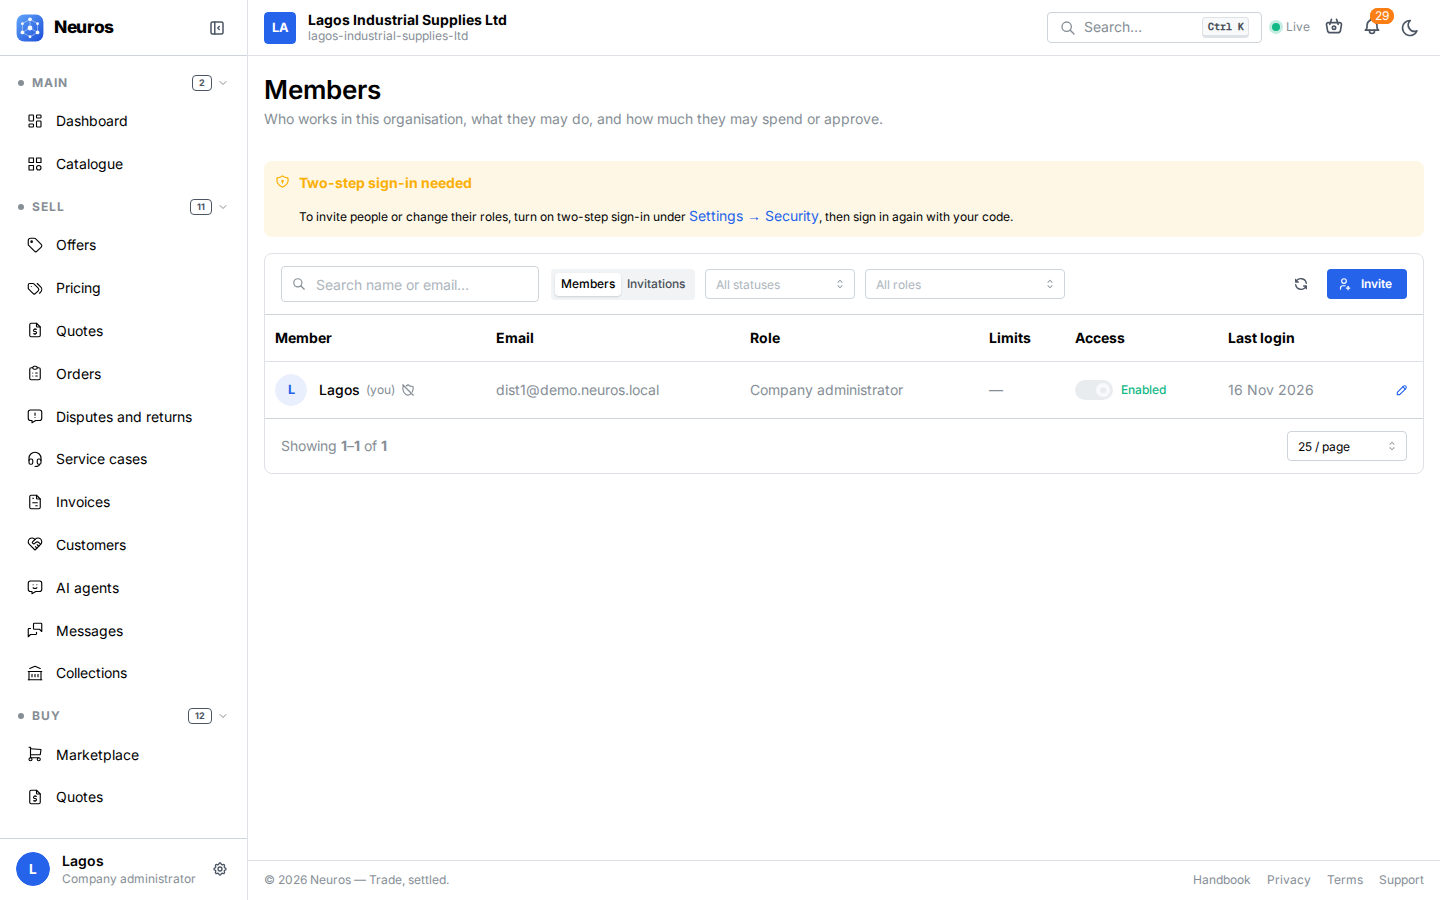 Neuros
LA
Lagos Industrial Supplies Ltd
lagos-industrial-supplies-ltd
Search...
Ctrl K
Live
29
MAIN
2
Dashboard
Catalogue
SELL
11
Offers
Pricing
Quotes
Orders
Disputes and returns
Service cases
Invoices
Customers
AI agents
Messages
Collections
BUY
12
Marketplace
Quotes
L
Lagos
Company administrator
Members
Who works in this organisation, what they may do, and how much they may spend or approve.
Two-step sign-in needed
To invite people or change their roles, turn on two-step sign-in under Settings → Security, then sign in again with your code.
Search name or email...
Members
Invitations
All statuses
All roles
Invite
Member Email Role Limits Access Last login
L Lagos (you) dist1@demo.neuros.local Company administrator — Enabled 16 Nov 2026
Showing 1–1 of 1
25 / page
© 2026 Neuros — Trade, settled.
Handbook Privacy Terms Support